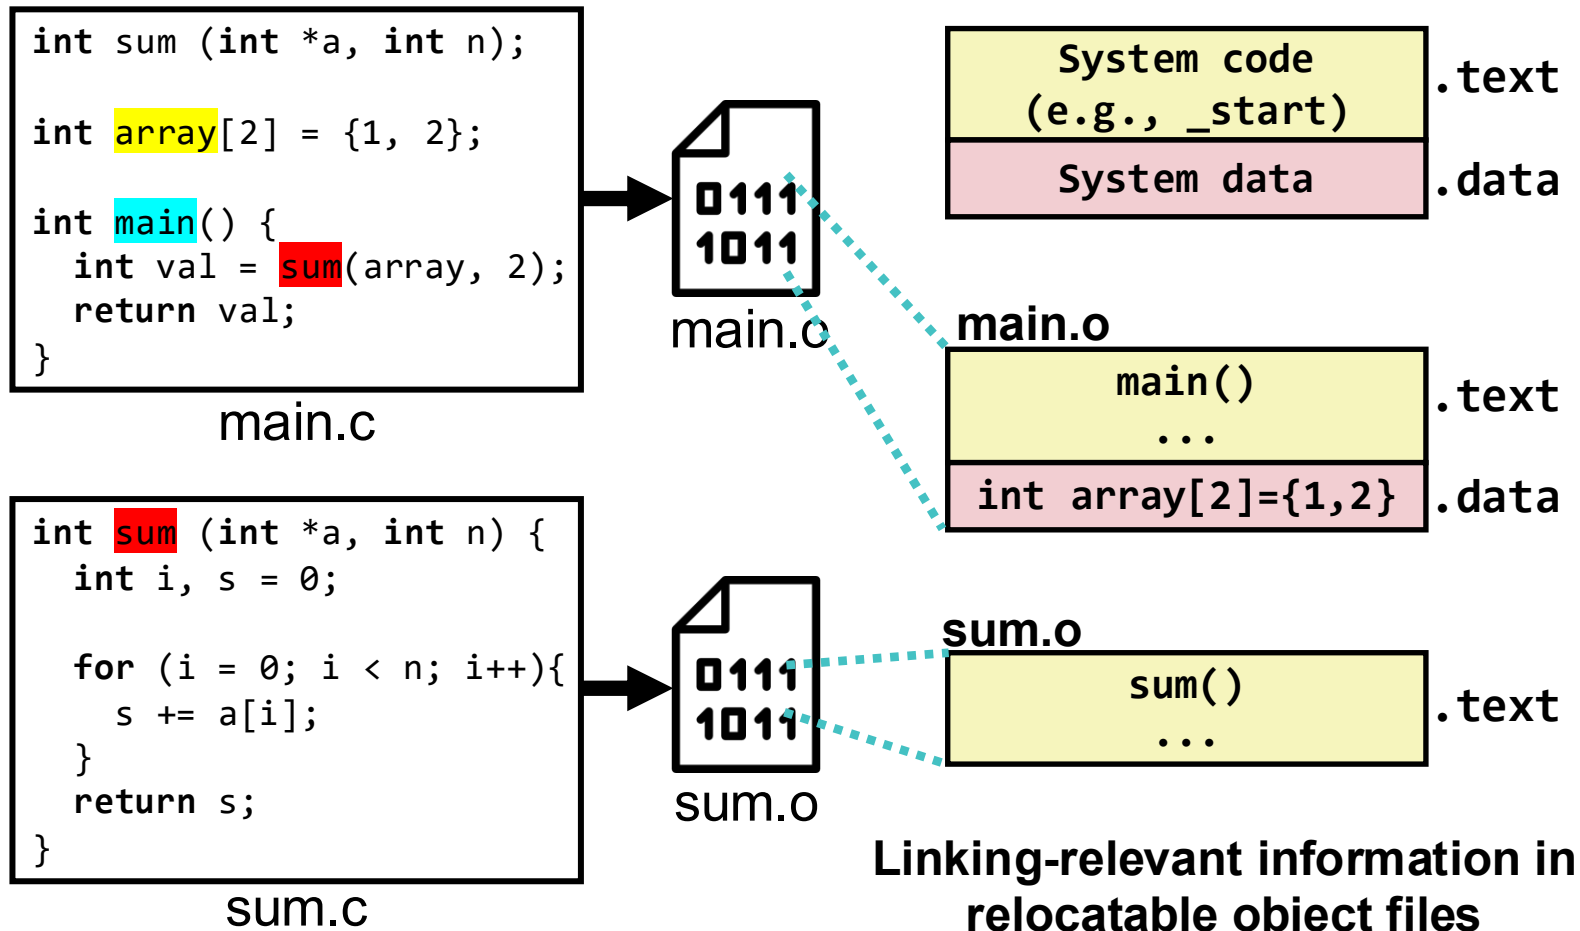 int sum (int *a, int n);
int array[2] = {1, 2};
int main() {
  int val = sum(array, 2);
  return val;
}
main.c
int sum (int *a, int n) {
  int i, s = 0;
  for (i = 0; i < n; i++){
    s += a[i];
  }
  return s;
}
sum.c
0111
1011
main.o
0111
1011
sum.o
System code
(e.g., _start)
.text
System data
.data
main.o
main()
...
.text
int array[2]={1,2}
.data
sum.o
sum()
...
.text
Linking-relevant information in
relocatable object files